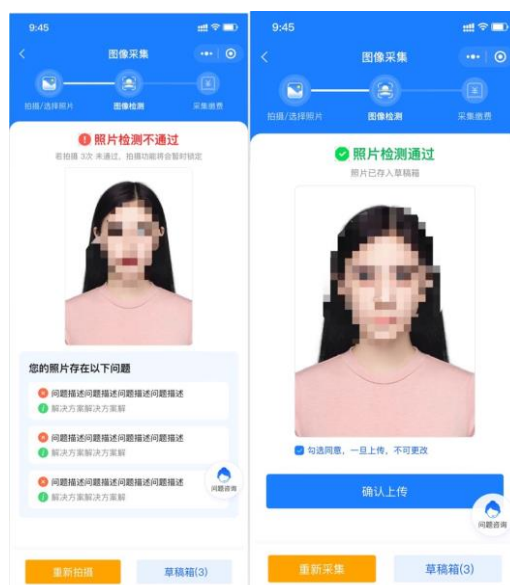 9:45
图像采集
拍摄/选择照片
图像检测
采集缴费
照片检测不通过
若拍摄 3次 未通过，拍摄功能将会暂时锁定
您的照片存在以下问题
问题描述问题描述问题描述问题描述
解决方案解决方案解
问题描述问题描述问题描述问题描述
解决方案解决方案解
问题描述问题描述问题描述问题描述
解决方案解决方案解
问题咨询
重新拍摄
草稿箱(3)
9:45
图像采集
拍摄/选择照片
图像检测
采集缴费
照片检测通过
照片已存入草稿箱
勾选同意，一旦上传，不可更改
确认上传
问题咨询
重新采集
草稿箱(3)